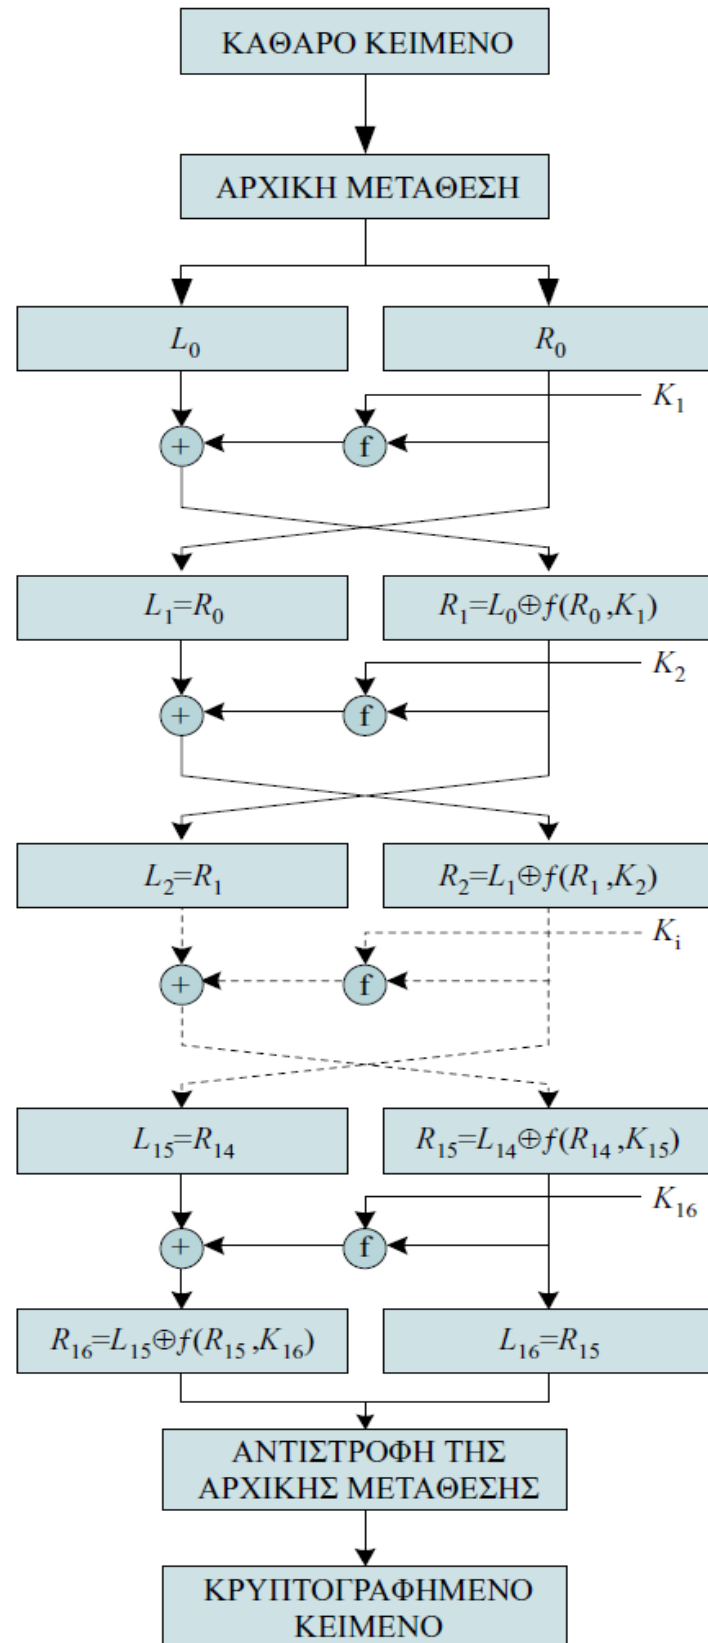 ΚΑΘΑΡΟ ΚΕΙΜΕΝΟ
ΑΡΧΙΚΗ ΜΕΤΑΘΕΣΗ
L₀
R₀
K₁
+
f
L₁=R₀
R₁=L₀⊕f(R₀,K₁)
K₂
+
f
L₂=R₁
R₂=L₁⊕f(R₁,K₂)
Kᵢ
+
f
L₁₅=R₁₄
R₁₅=L₁₄⊕f(R₁₄,K₁₅)
K₁₆
+
f
R₁₆=L₁₅⊕f(R₁₅,K₁₆)
L₁₆=R₁₅
ΑΝΤΙΣΤΡΟΦΗ ΤΗΣ
ΑΡΧΙΚΗΣ ΜΕΤΑΘΕΣΗΣ
ΚΡΥΠΤΟΓΡΑΦΗΜΕΝΟ
ΚΕΙΜΕΝΟ